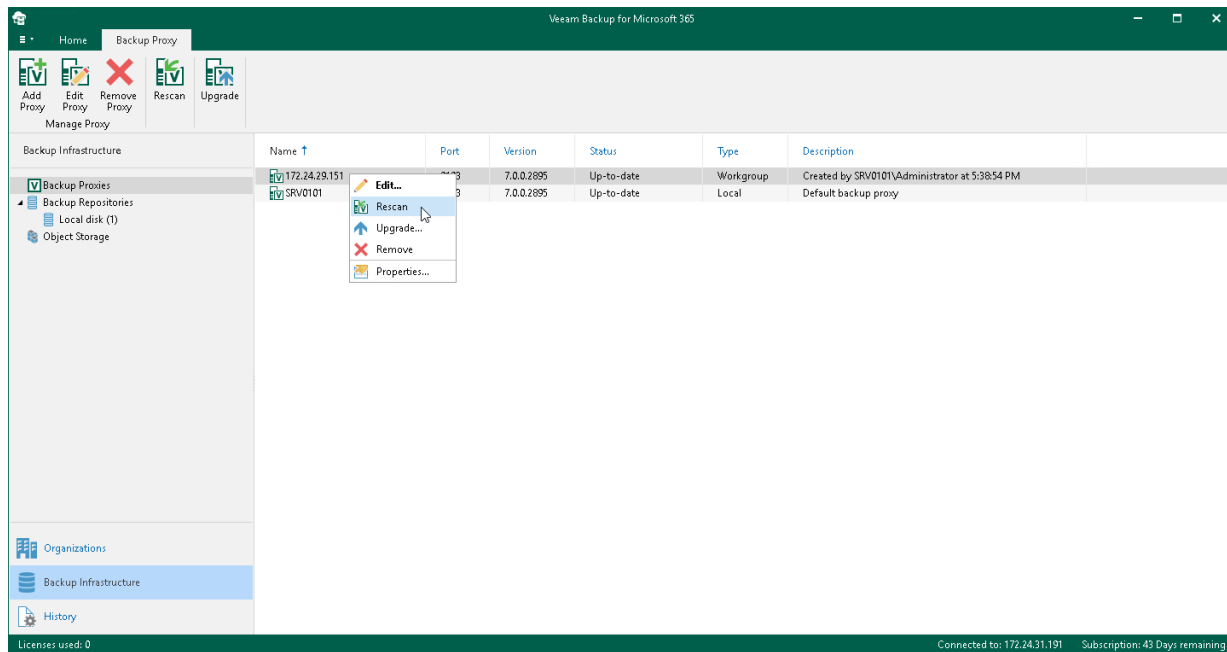 Veeam Backup for Microsoft 365
Home Backup Proxy
Add Proxy Edit Proxy Remove Proxy Rescan Upgrade
Manage Proxy
Backup Infrastructure
Name Port Version Status Type Description
Backup Proxies
Backup Repositories
Local disk (1)
Object Storage
172.24.29.151 7.0.0.2895 Up-to-date Workgroup Created by SRV0101\Administrator at 5:38:54 PM
SRV0101 3 7.0.0.2895 Up-to-date Local Default backup proxy
Edit...
Rescan
Upgrade...
Remove
Properties...
Organizations
Backup Infrastructure
History
Licenses used: 0 Connected to: 172.24.31.191 Subscription: 43 Days remaining